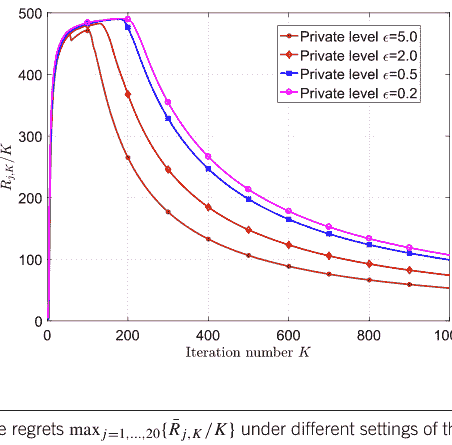 500
400
300
200
100
0
R_{j,K}/K
Private level ϵ=5.0
Private level ϵ=2.0
Private level ϵ=0.5
Private level ϵ=0.2
0 200 400 600 800 1000
Iteration number K
e regrets max_{j=1,...,20}{R̄_{j,K}/K} under different settings of th